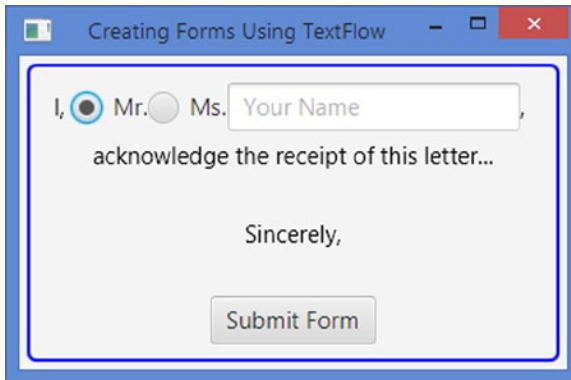 Creating Forms Using TextFlow
I, Mr. Ms. Your Name,
acknowledge the receipt of this letter...
Sincerely,
Submit Form